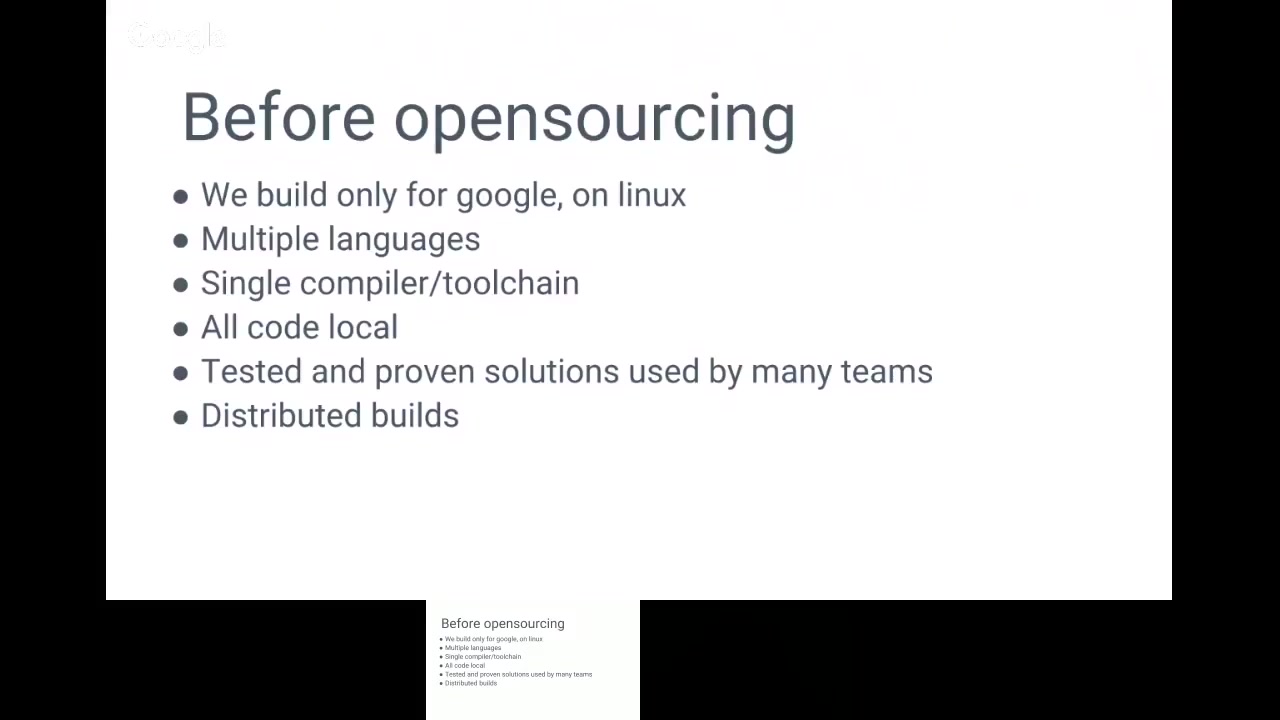 Google
Before opensourcing
● We build only for google, on linux
● Multiple languages
● Single compiler/toolchain
● All code local
● Tested and proven solutions used by many teams
● Distributed builds
Before opensourcing
● We build only for google, on linux
● Multiple languages
● Single compiler/toolchain
● All code local
● Tested and proven solutions used by many teams
● Distributed builds